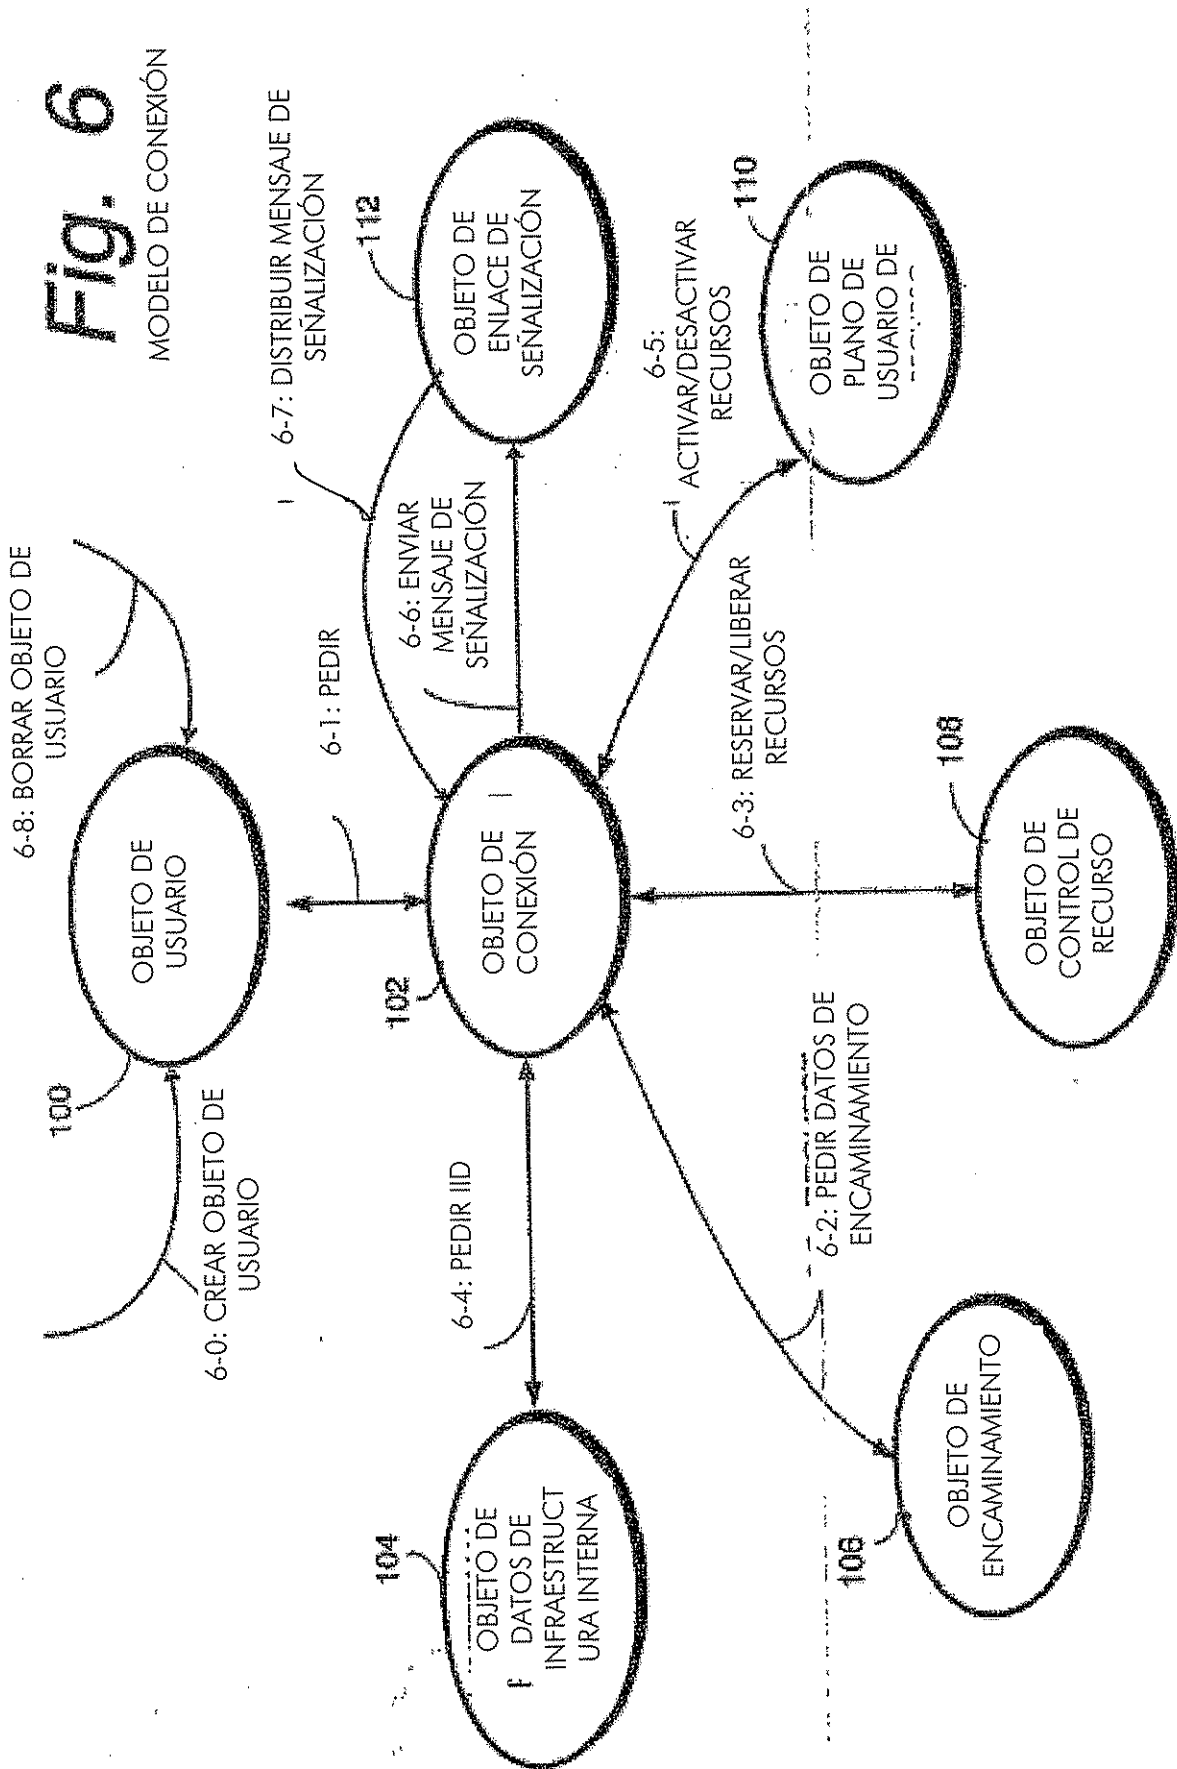 Fig. 6
MODELO DE CONEXIÓN
6-8: BORRAR OBJETO DE
USUARIO
100
OBJETO DE
USUARIO
6-0: CREAR OBJETO DE
USUARIO
6-7: DISTRIBUIR MENSAJE DE
SEÑALIZACIÓN
6-1: PEDIR
112
OBJETO DE
ENLACE DE
SEÑALIZACIÓN
6-6: ENVIAR
MENSAJE DE
SEÑALIZACIÓN
102
OBJETO DE
CONEXIÓN
6-4: PEDIR IID
104
OBJETO DE
DATOS DE
INFRAESTRUCT
URA INTERNA
6-5:
ACTIVAR/DESACTIVAR
RECURSOS
110
OBJETO DE
PLANO DE
USUARIO DE
6-3: RESERVAR/LIBERAR
RECURSOS
108
OBJETO DE
CONTROL DE
RECURSO
6-2: PEDIR DATOS DE
ENCAMINAMIENTO
106
OBJETO DE
ENCAMINAMIENTO